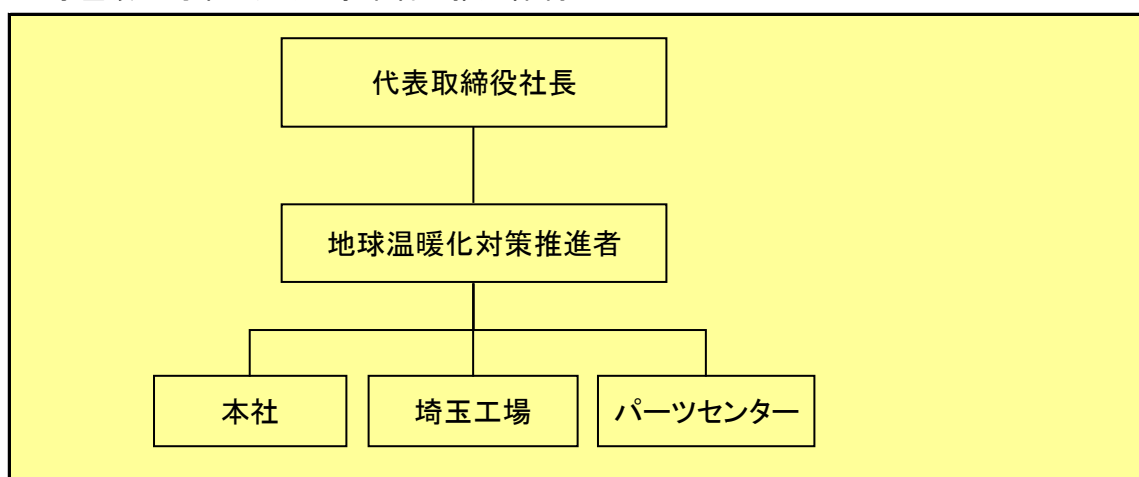 代表取締役社長
地球温暖化対策推進者
本社
埼玉工場
パーツセンター